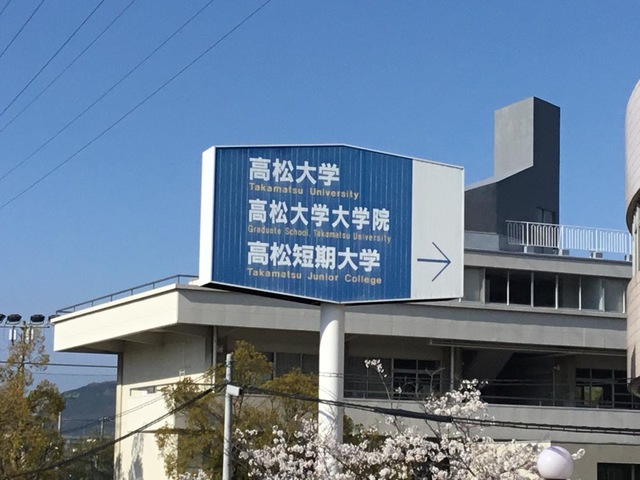 高松大学
Takamatsu University
高松大学大学院
Graduate School, Takamatsu University
高松短期大学
Takamatsu Junior College